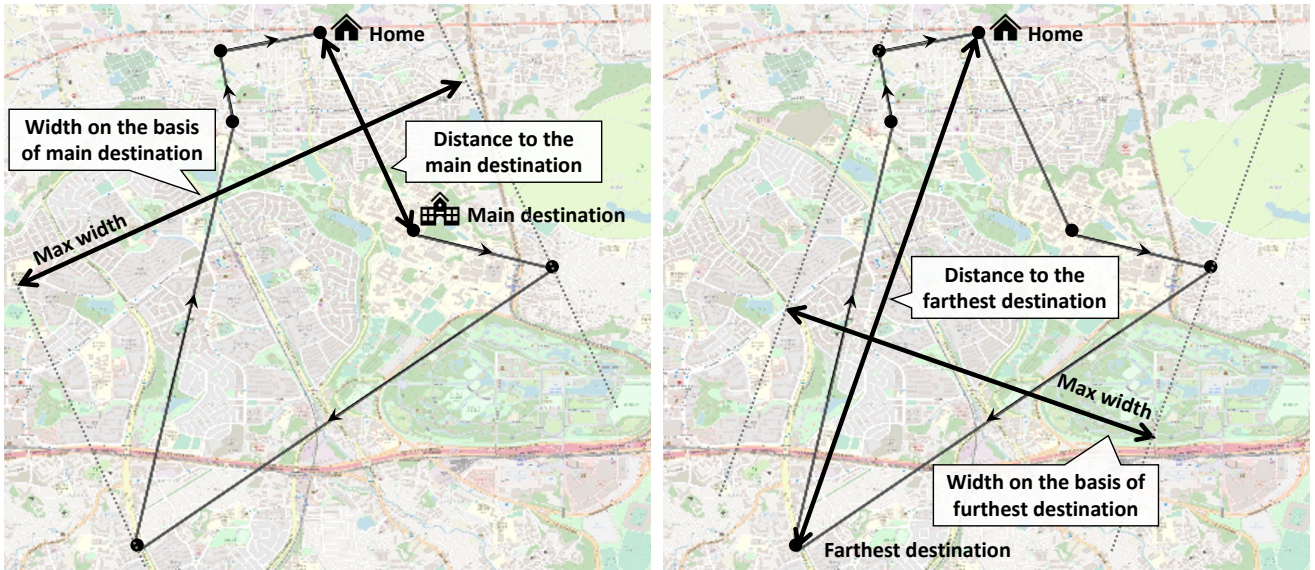 Home
Width on the basis
of main destination
Distance to the
main destination
Max width
Main destination
Home
Distance to the
farthest destination
Max width
Width on the basis of
furthest destination
Farthest destination